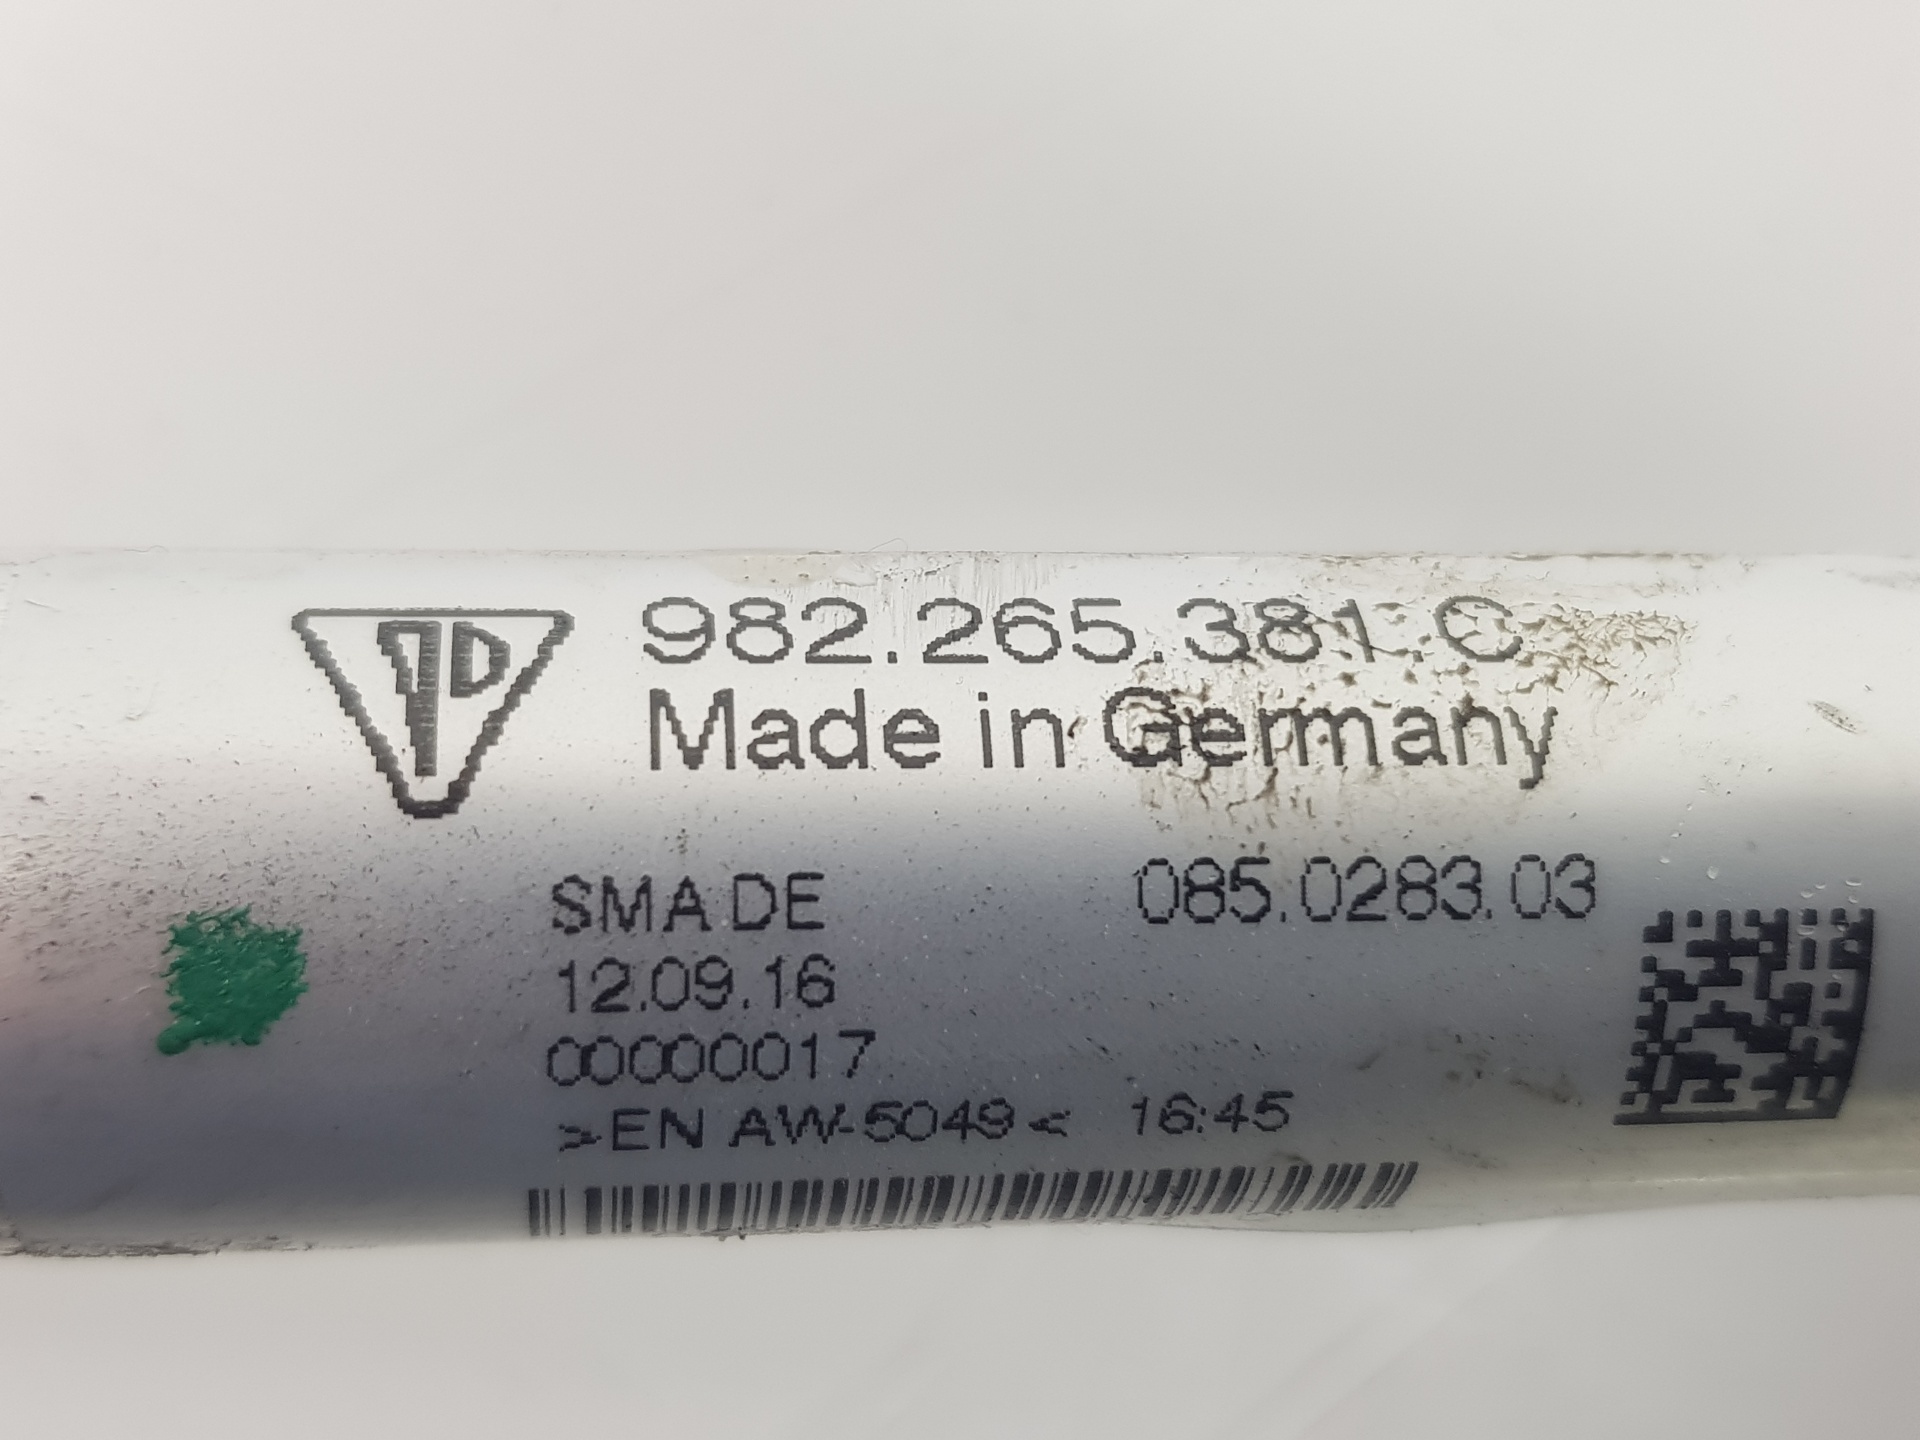 982.265.381.C
Made in Germany
SMA DE 085.0283.03
12.09.16
00000017
>EN AW-5049< 16:45